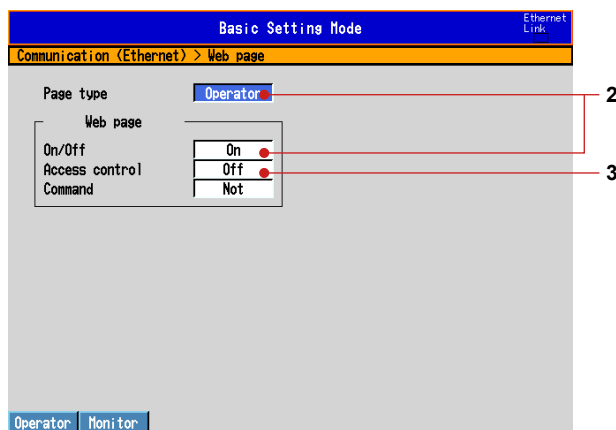 Basic Setting Mode
Ethernet
Link
Communication (Ethernet) > Web page
Page type Operator
2
Web page
On/Off On
Access control Off
3
Command Not
Operator Monitor